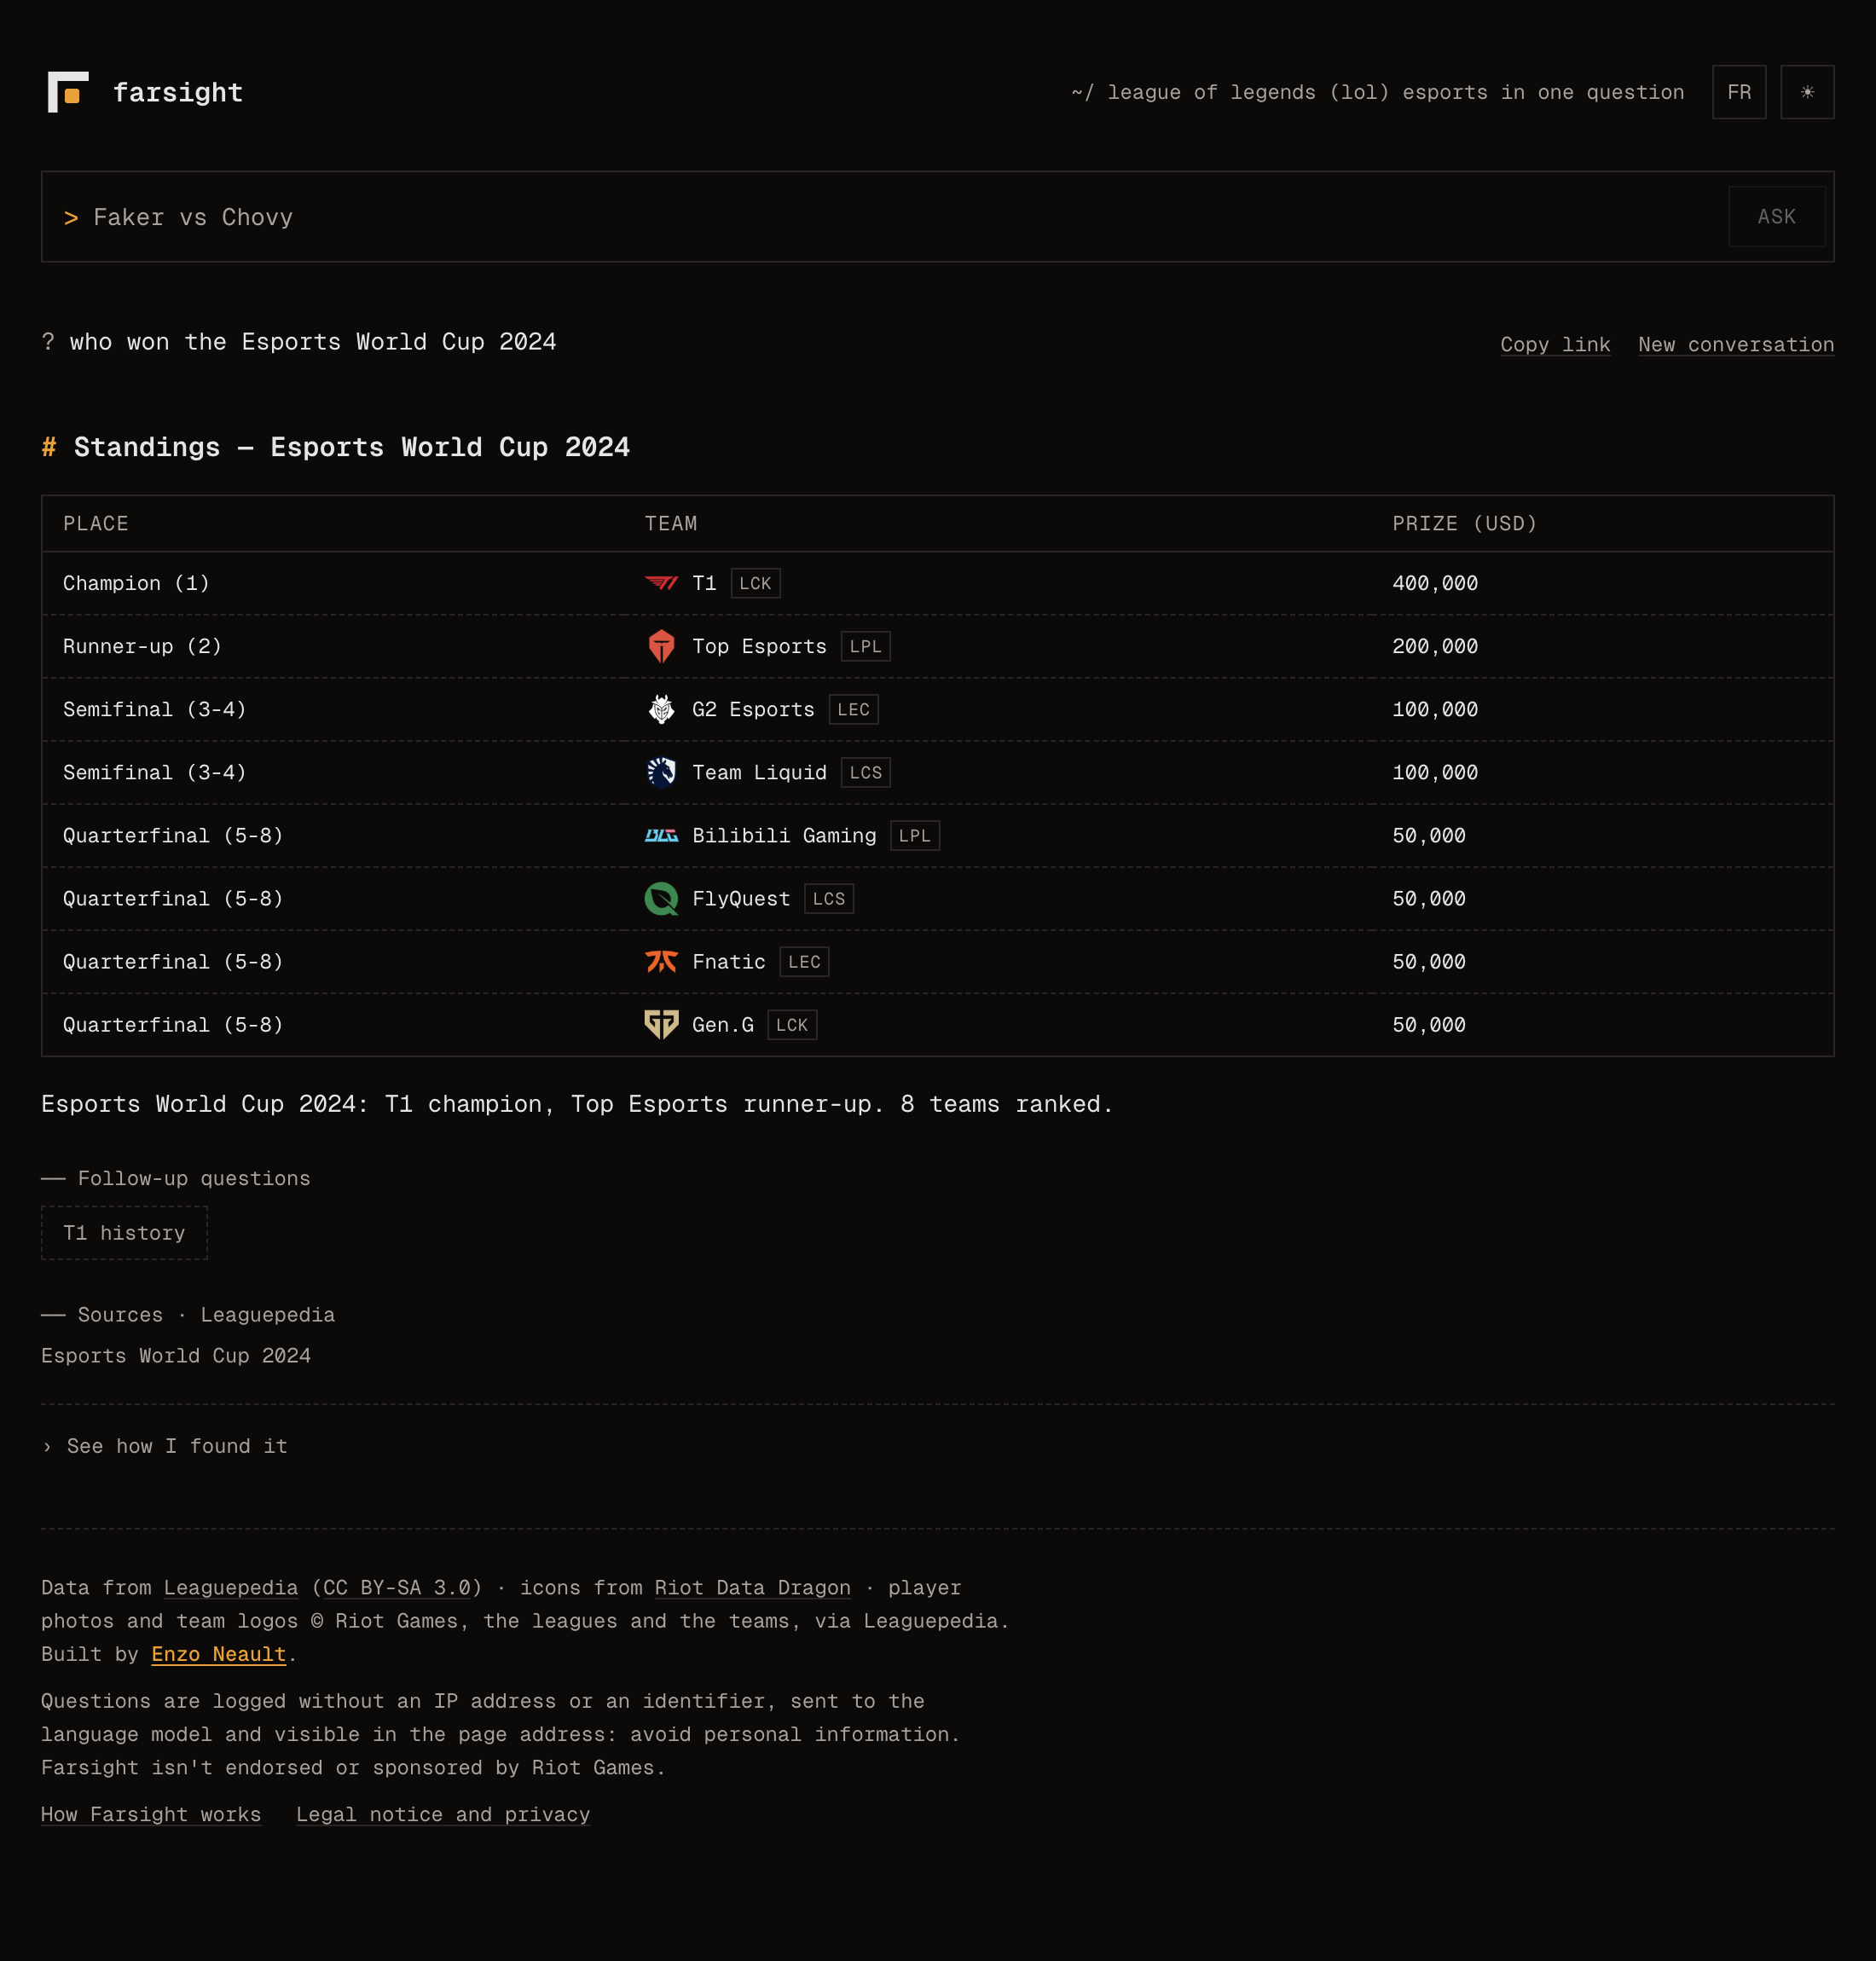 farsight
~/ league of legends (lol) esports in one question
FR
> Faker vs Chovy
ASK
? who won the Esports World Cup 2024
Copy link
New conversation
# Standings — Esports World Cup 2024
PLACE TEAM PRIZE (USD)
Champion (1) T1 LCK 400,000
Runner-up (2) Top Esports LPL 200,000
Semifinal (3-4) G2 Esports LEC 100,000
Semifinal (3-4) Team Liquid LCS 100,000
Quarterfinal (5-8) BLG Bilibili Gaming LPL 50,000
Quarterfinal (5-8) FlyQuest LCS 50,000
Quarterfinal (5-8) Fnatic LEC 50,000
Quarterfinal (5-8) Gen.G LCK 50,000
Esports World Cup 2024: T1 champion, Top Esports runner-up. 8 teams ranked.
— Follow-up questions
T1 history
— Sources · Leaguepedia
Esports World Cup 2024
› See how I found it
Data from Leaguepedia (CC BY-SA 3.0) · icons from Riot Data Dragon · player
photos and team logos © Riot Games, the leagues and the teams, via Leaguepedia.
Built by Enzo Neault.
Questions are logged without an IP address or an identifier, sent to the
language model and visible in the page address: avoid personal information.
Farsight isn't endorsed or sponsored by Riot Games.
How Farsight works
Legal notice and privacy